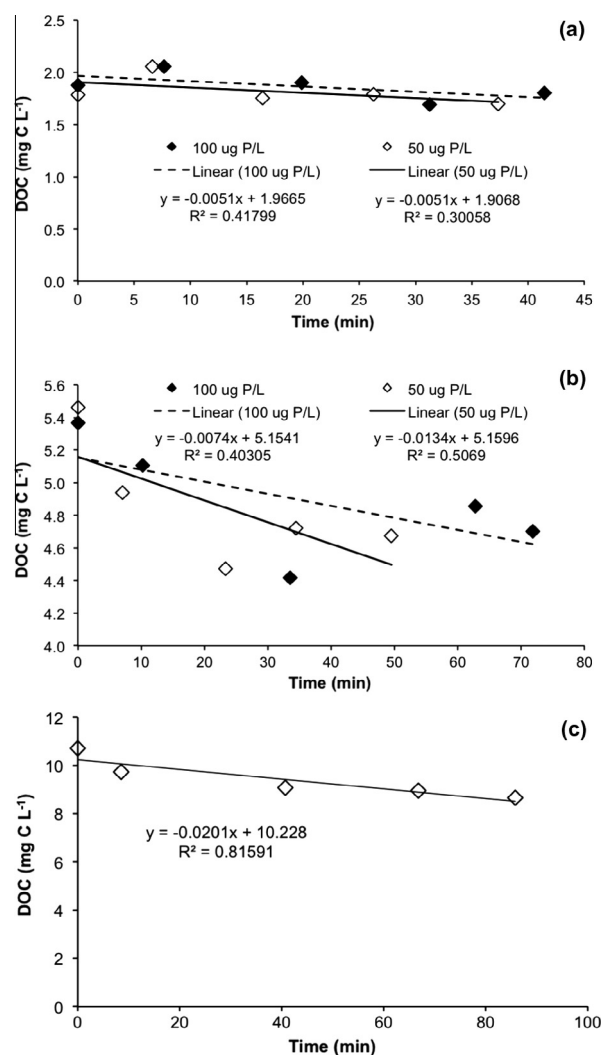 (a)
2.5
2.0
1.5
1.0
0.5
0.0
DOC (mg C L⁻¹)
100 ug P/L
50 ug P/L
Linear (100 ug P/L)
Linear (50 ug P/L)
y = -0.0051x + 1.9665
R² = 0.41799
y = -0.0051x + 1.9068
R² = 0.30058
0 5 10 15 20 25 30 35 40 45
Time (min)
(b)
5.6
5.4
5.2
5.0
4.8
4.6
4.4
4.2
4.0
DOC (mg C L⁻¹)
100 ug P/L
50 ug P/L
Linear (100 ug P/L)
Linear (50 ug P/L)
y = -0.0074x + 5.1541
R² = 0.40305
y = -0.0134x + 5.1596
R² = 0.5069
0 10 20 30 40 50 60 70 80
Time (min)
(c)
12
10
8
6
4
2
0
DOC (mg C L⁻¹)
y = -0.0201x + 10.228
R² = 0.81591
0 20 40 60 80 100
Time (min)